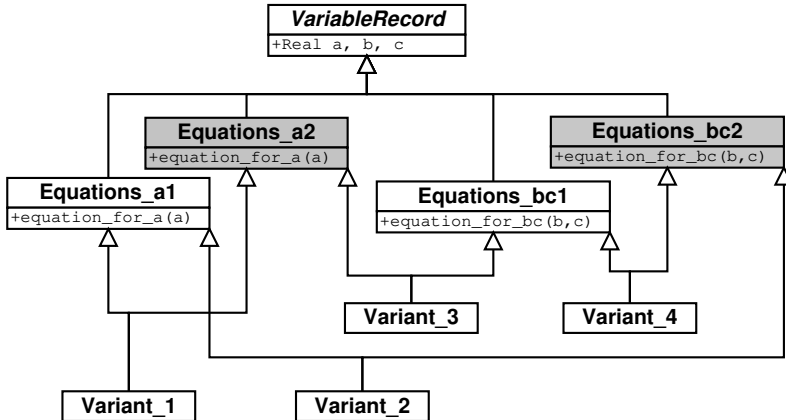 VariableRecord
+Real a, b, c
Equations_a2
+equation_for_a(a)
Equations_bc2
+equation_for_bc(b,c)
Equations_a1
+equation_for_a(a)
Equations_bc1
+equation_for_bc(b,c)
Variant_3
Variant_4
Variant_1
Variant_2